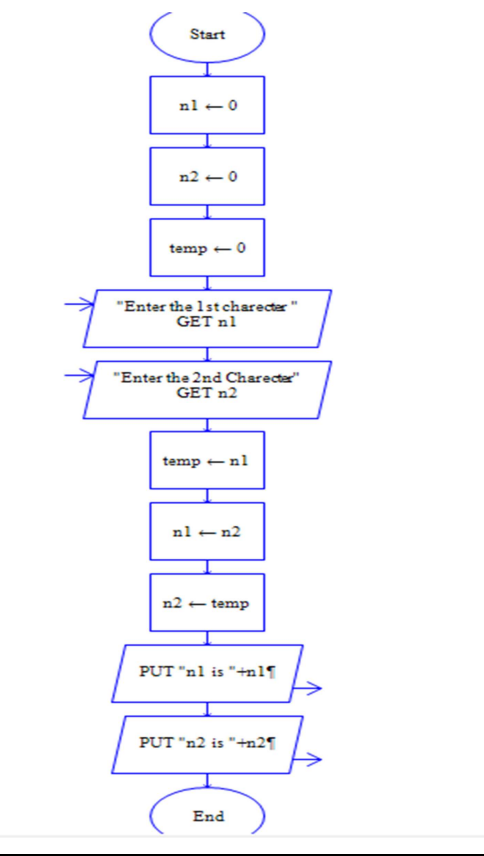 Start
n1 ← 0
n2 ← 0
temp ← 0
"Enter the 1st charecter "
GET n1
"Enter the 2nd Charecter"
GET n2
temp ← n1
n1 ← n2
n2 ← temp
PUT "n1 is "+n1¶
PUT "n2 is "+n2¶
End